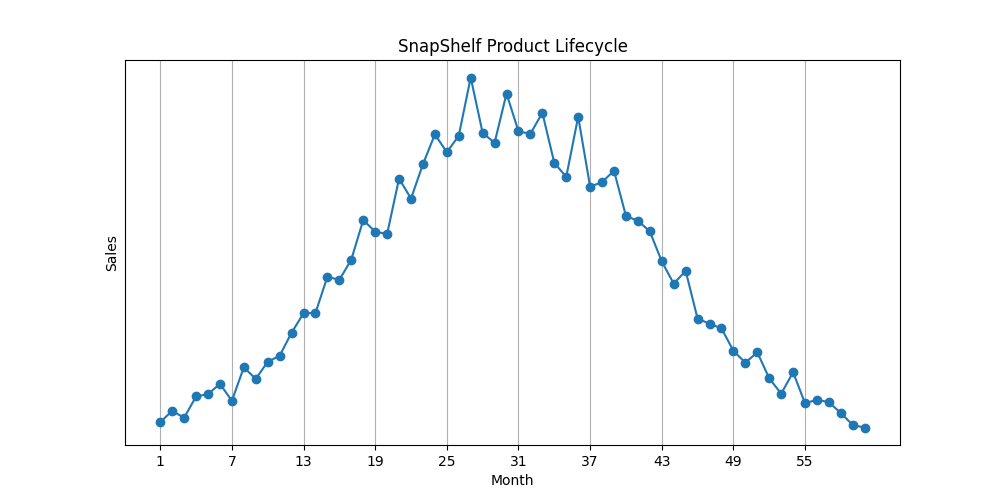 SnapShelf Product Lifecycle
Sales
1 7 13 19 25 31 37 43 49 55
Month